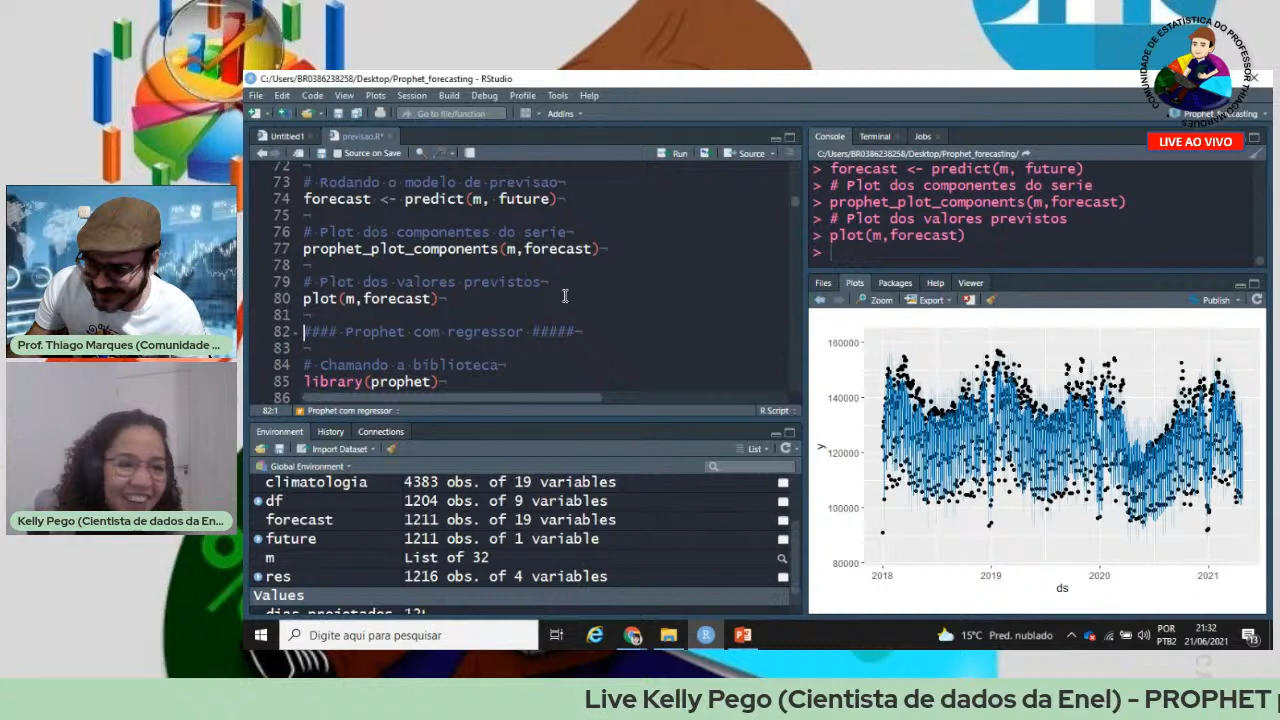 COMUNIDADE DE ESTATÍSTICA DO PROFESSOR THIAGO MARQUES
LIVE AO VIVO
C:/Users/BR0386238258/Desktop/Prophet_forecasting - RStudio
File Edit Code View Plots Session Build Debug Profile Tools Help
Go to file/function Addins Prophet_forecasting
Untitled1 previsao.R*
Source on Save Run Source
72
73 # Rodando o modelo de previsao
74 forecast <- predict(m, future)
75
76 # Plot dos componentes do serie
77 prophet_plot_components(m,forecast)
78
79 # Plot dos valores previstos
80 plot(m,forecast)
81
82 #### Prophet com regressor #####
83
84 # Chamando a biblioteca
85 library(prophet)
86
82:1 Prophet com regressor R Script
Console Terminal Jobs
C:/Users/BR0386238258/Desktop/Prophet_forecasting/
> forecast <- predict(m, future)
> # Plot dos componentes do serie
> prophet_plot_components(m,forecast)
> # Plot dos valores previstos
> plot(m,forecast)
>
Files Plots Packages Help Viewer
Zoom Export Publish
160000
140000
120000
100000
80000
y
2018 2019 2020 2021
ds
Environment History Connections
Import Dataset List
Global Environment
climatologia 4383 obs. of 19 variables
df 1204 obs. of 9 variables
forecast 1211 obs. of 19 variables
future 1211 obs. of 1 variable
m List of 32
res 1216 obs. of 4 variables
Values
Prof. Thiago Marques (Comunidade ...
Kelly Pego (Cientista de dados da En...
Digite aqui para pesquisar
15°C Pred. nublado
POR
PTB2
21:32
21/06/2021
13
Live Kelly Pego (Cientista de dados da Enel) - PROPHET